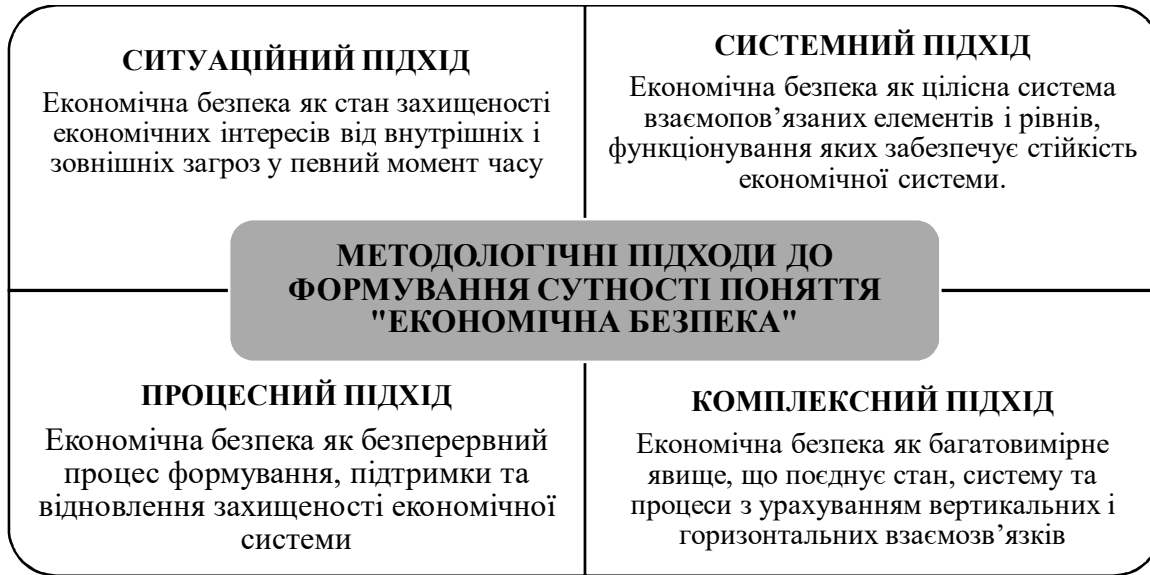 СИТУАЦІЙНИЙ ПІДХІД
Економічна безпека як стан захищеності
економічних інтересів від внутрішніх і
зовнішніх загроз у певний момент часу
СИСТЕМНИЙ ПІДХІД
Економічна безпека як цілісна система
взаємопов’язаних елементів і рівнів,
функціонування яких забезпечує стійкість
економічної системи.
МЕТОДОЛОГІЧНІ ПІДХОДИ ДО
ФОРМУВАННЯ СУТНОСТІ ПОНЯТТЯ
"ЕКОНОМІЧНА БЕЗПЕКА"
ПРОЦЕСНИЙ ПІДХІД
Економічна безпека як безперервний
процес формування, підтримки та
відновлення захищеності економічної
системи
КОМПЛЕКСНИЙ ПІДХІД
Економічна безпека як багатовимірне
явище, що поєднує стан, систему та
процеси з урахуванням вертикальних і
горизонтальних взаємозв’язків